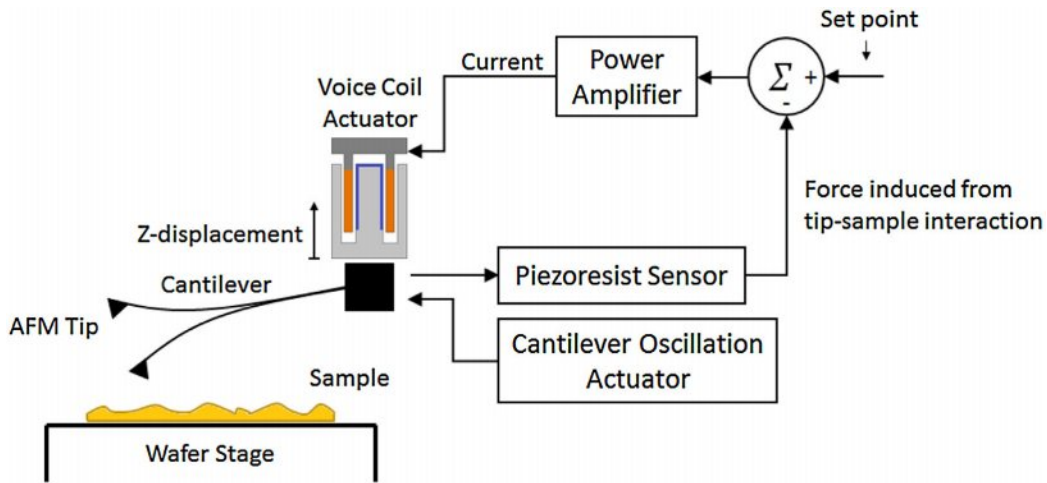 Set point
Current
Power
Amplifier
Σ
+
-
Voice Coil
Actuator
Force induced from
tip-sample interaction
Z-displacement
Piezoresist Sensor
Cantilever
AFM Tip
Cantilever Oscillation
Actuator
Sample
Wafer Stage